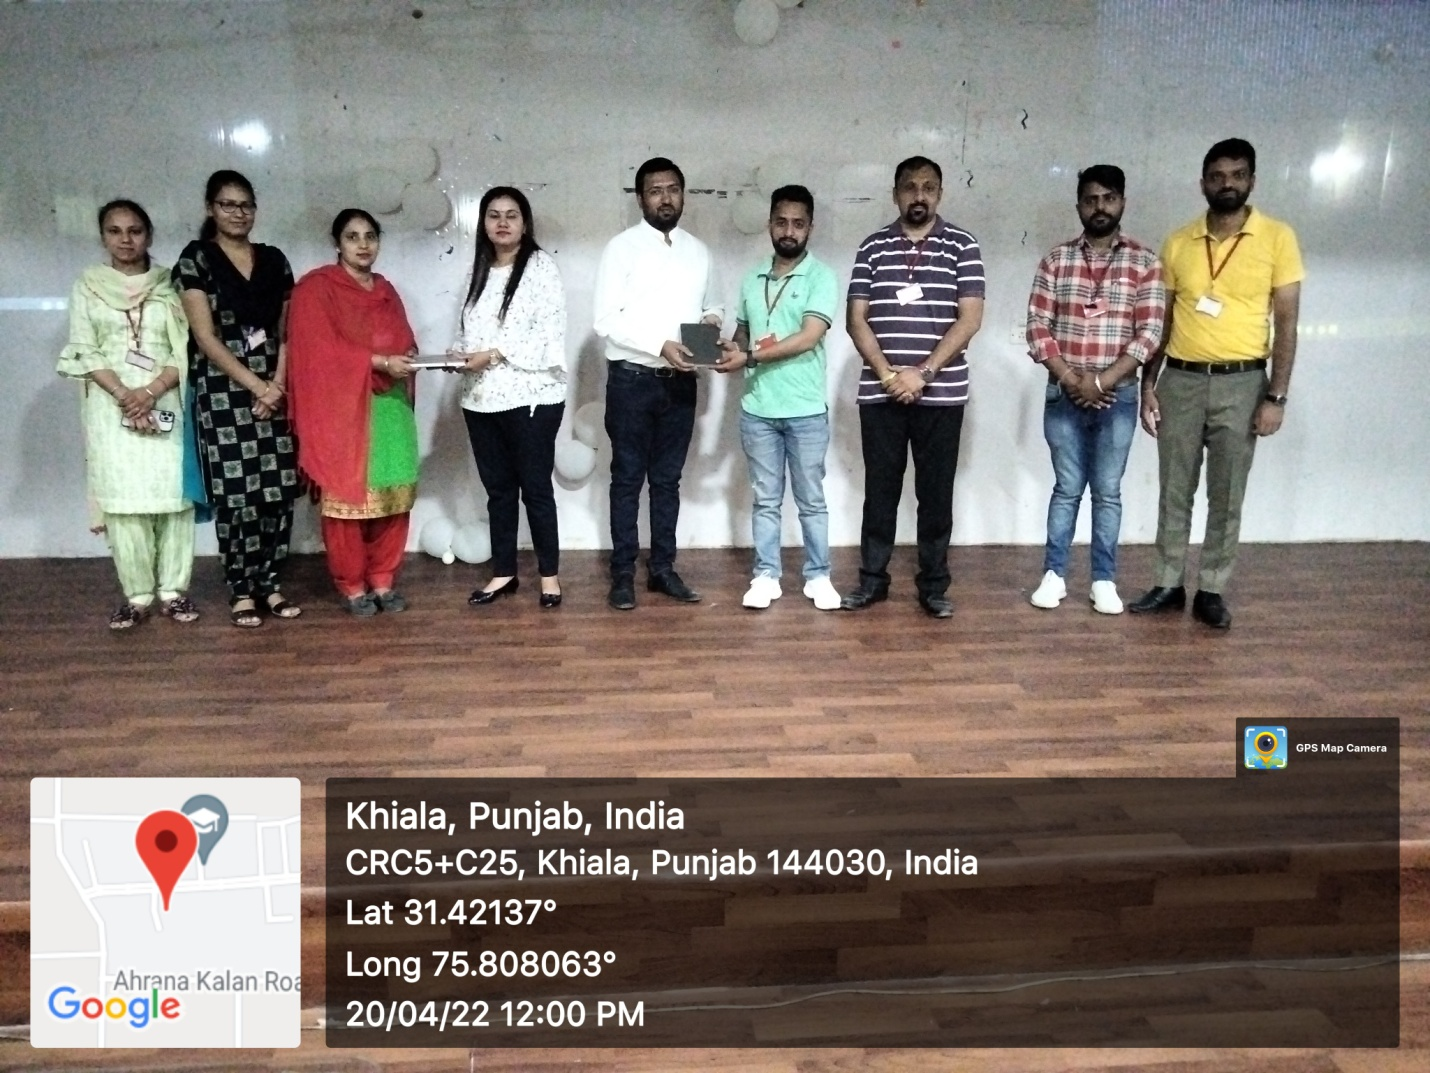 GPS Map Camera
Khiala, Punjab, India
CRC5+C25, Khiala, Punjab 144030, India
Lat 31.42137°
Long 75.808063°
20/04/22 12:00 PM
Ahrana Kalan Roa
Google